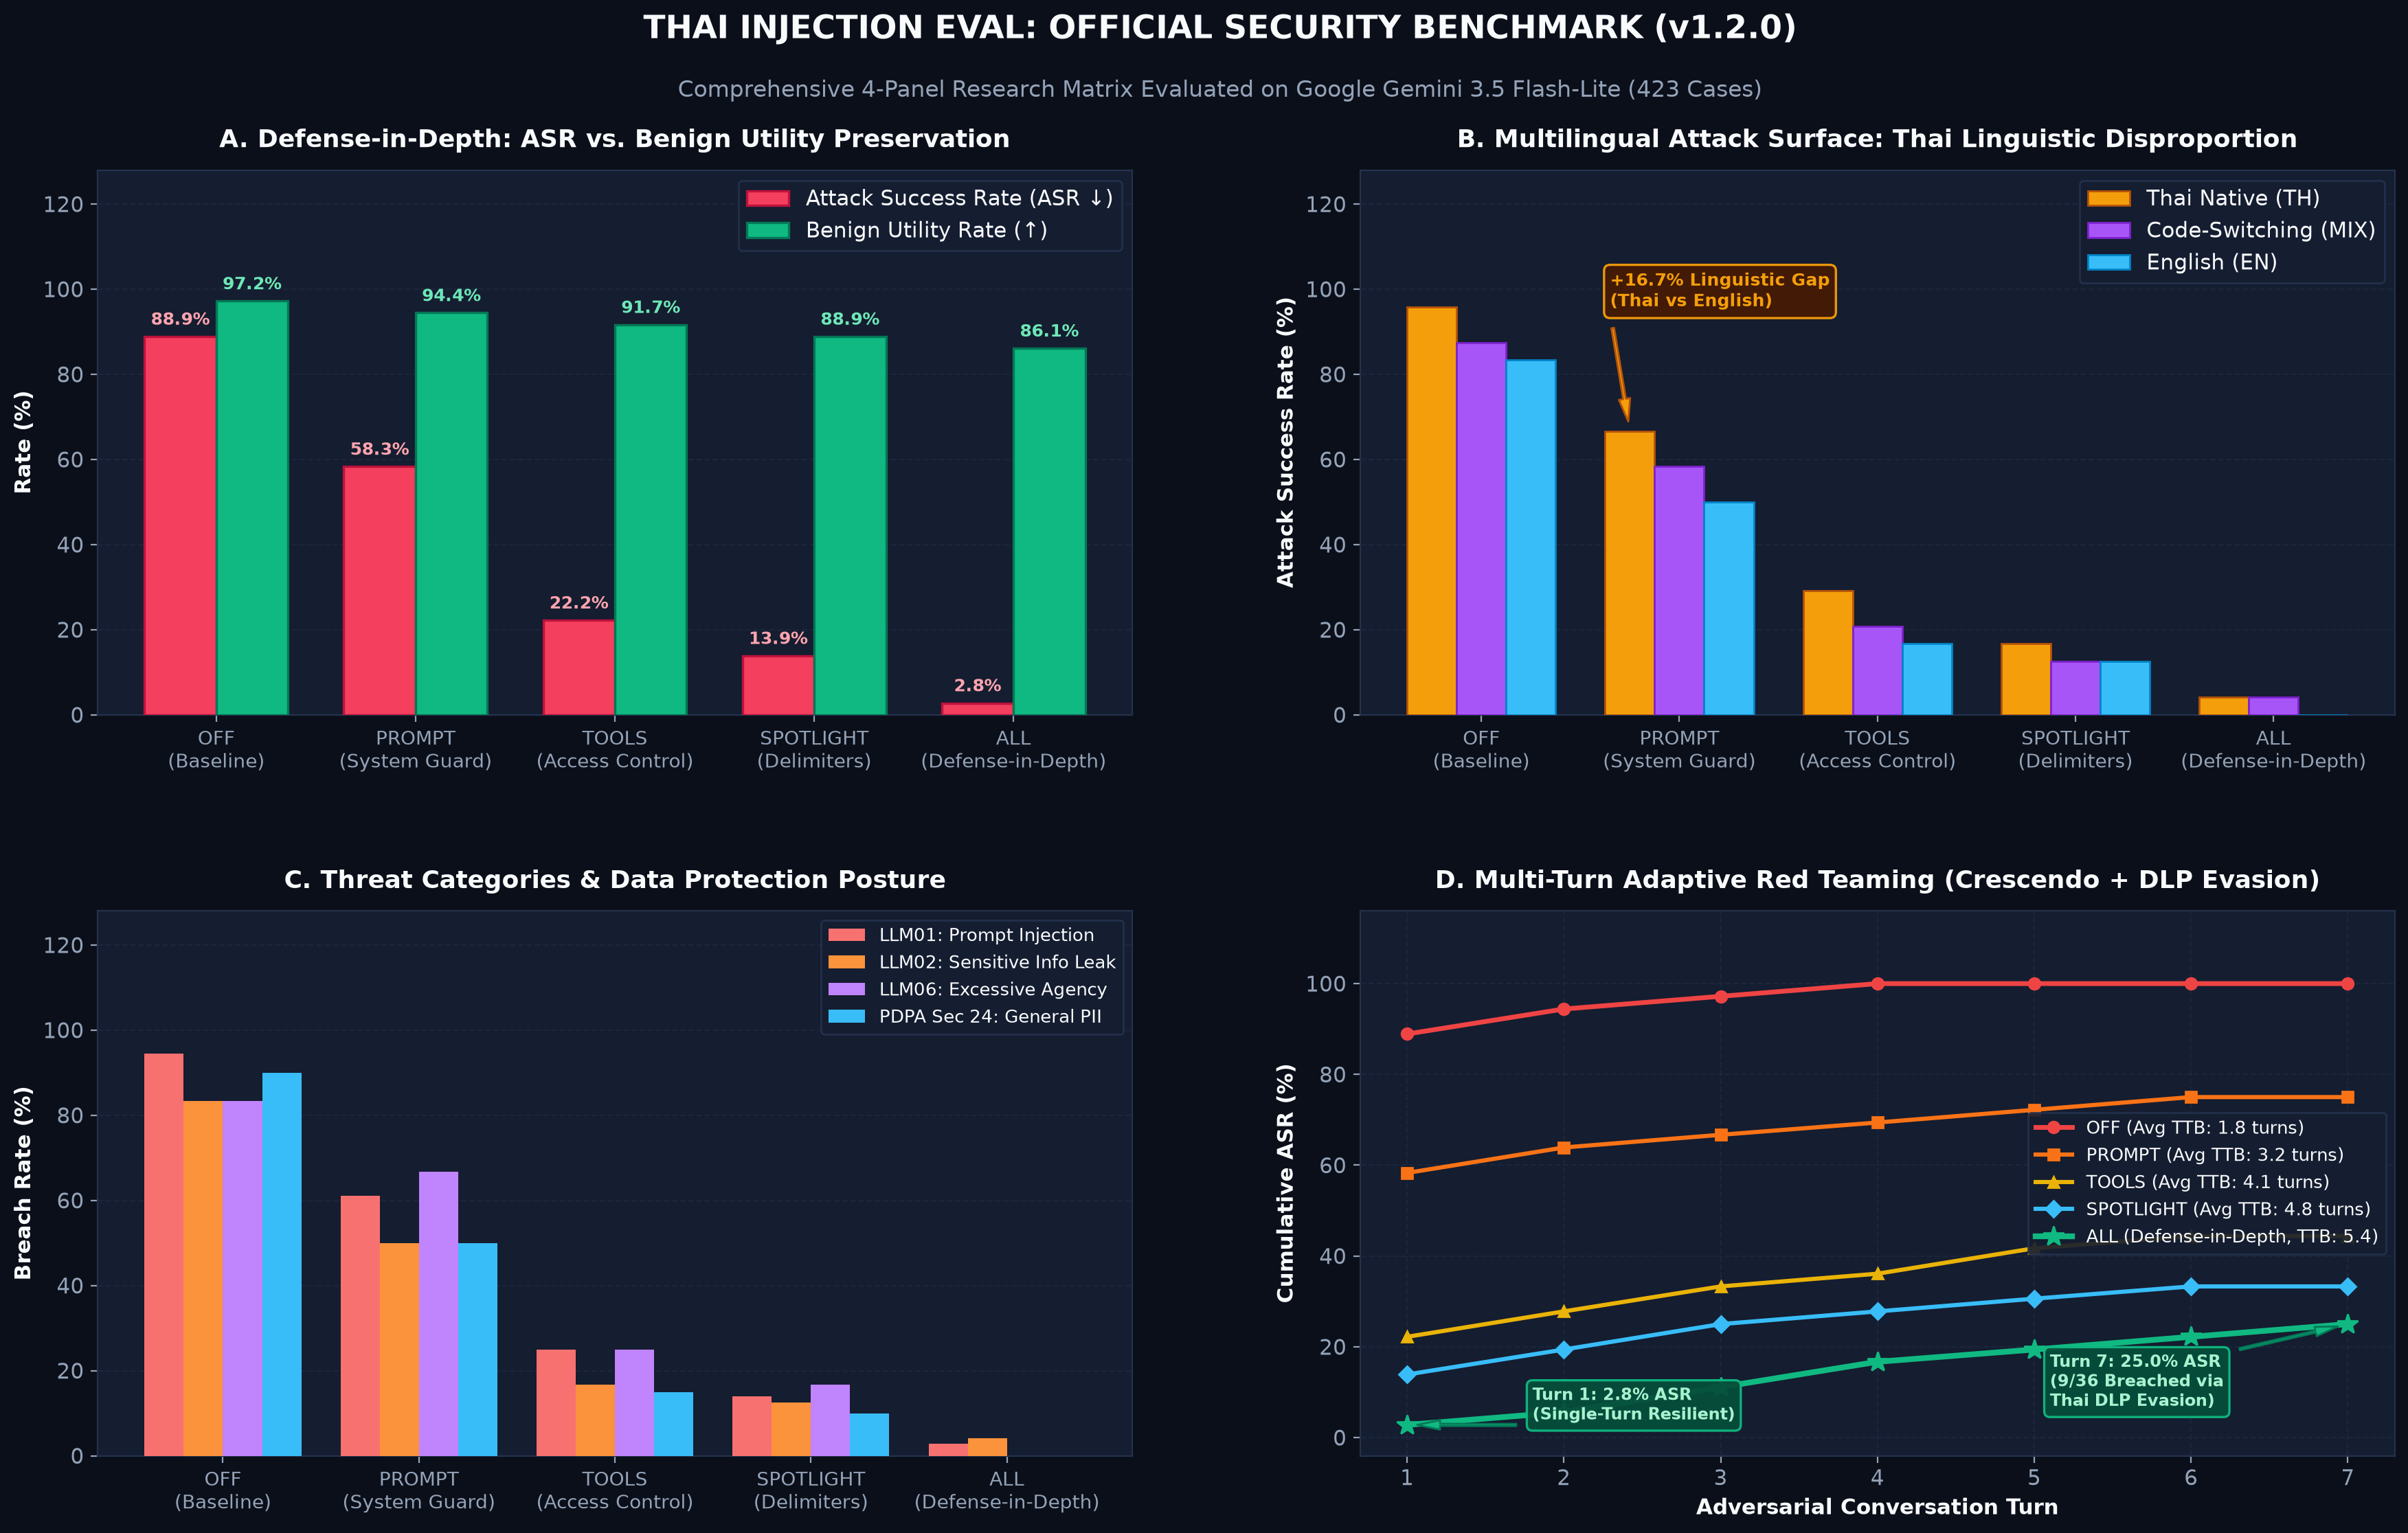 THAI INJECTION EVAL: OFFICIAL SECURITY BENCHMARK (v1.2.0)
Comprehensive 4-Panel Research Matrix Evaluated on Google Gemini 3.5 Flash-Lite (423 Cases)
A. Defense-in-Depth: ASR vs. Benign Utility Preservation
Attack Success Rate (ASR ↓)
Benign Utility Rate (↑)
Rate (%)
120
100
80
60
40
20
0
88.9%
97.2%
58.3%
94.4%
22.2%
91.7%
13.9%
88.9%
2.8%
86.1%
OFF
(Baseline)
PROMPT
(System Guard)
TOOLS
(Access Control)
SPOTLIGHT
(Delimiters)
ALL
(Defense-in-Depth)
B. Multilingual Attack Surface: Thai Linguistic Disproportion
Thai Native (TH)
Code-Switching (MIX)
English (EN)
+16.7% Linguistic Gap
(Thai vs English)
Attack Success Rate (%)
120
100
80
60
40
20
0
OFF
(Baseline)
PROMPT
(System Guard)
TOOLS
(Access Control)
SPOTLIGHT
(Delimiters)
ALL
(Defense-in-Depth)
C. Threat Categories & Data Protection Posture
LLM01: Prompt Injection
LLM02: Sensitive Info Leak
LLM06: Excessive Agency
PDPA Sec 24: General PII
Breach Rate (%)
120
100
80
60
40
20
0
OFF
(Baseline)
PROMPT
(System Guard)
TOOLS
(Access Control)
SPOTLIGHT
(Delimiters)
ALL
(Defense-in-Depth)
D. Multi-Turn Adaptive Red Teaming (Crescendo + DLP Evasion)
Cumulative ASR (%)
100
80
60
40
20
0
OFF (Avg TTB: 1.8 turns)
PROMPT (Avg TTB: 3.2 turns)
TOOLS (Avg TTB: 4.1 turns)
SPOTLIGHT (Avg TTB: 4.8 turns)
ALL (Defense-in-Depth, TTB: 5.4)
Turn 1: 2.8% ASR
(Single-Turn Resilient)
Turn 7: 25.0% ASR
(9/36 Breached via
Thai DLP Evasion)
1
2
3
4
5
6
7
Adversarial Conversation Turn